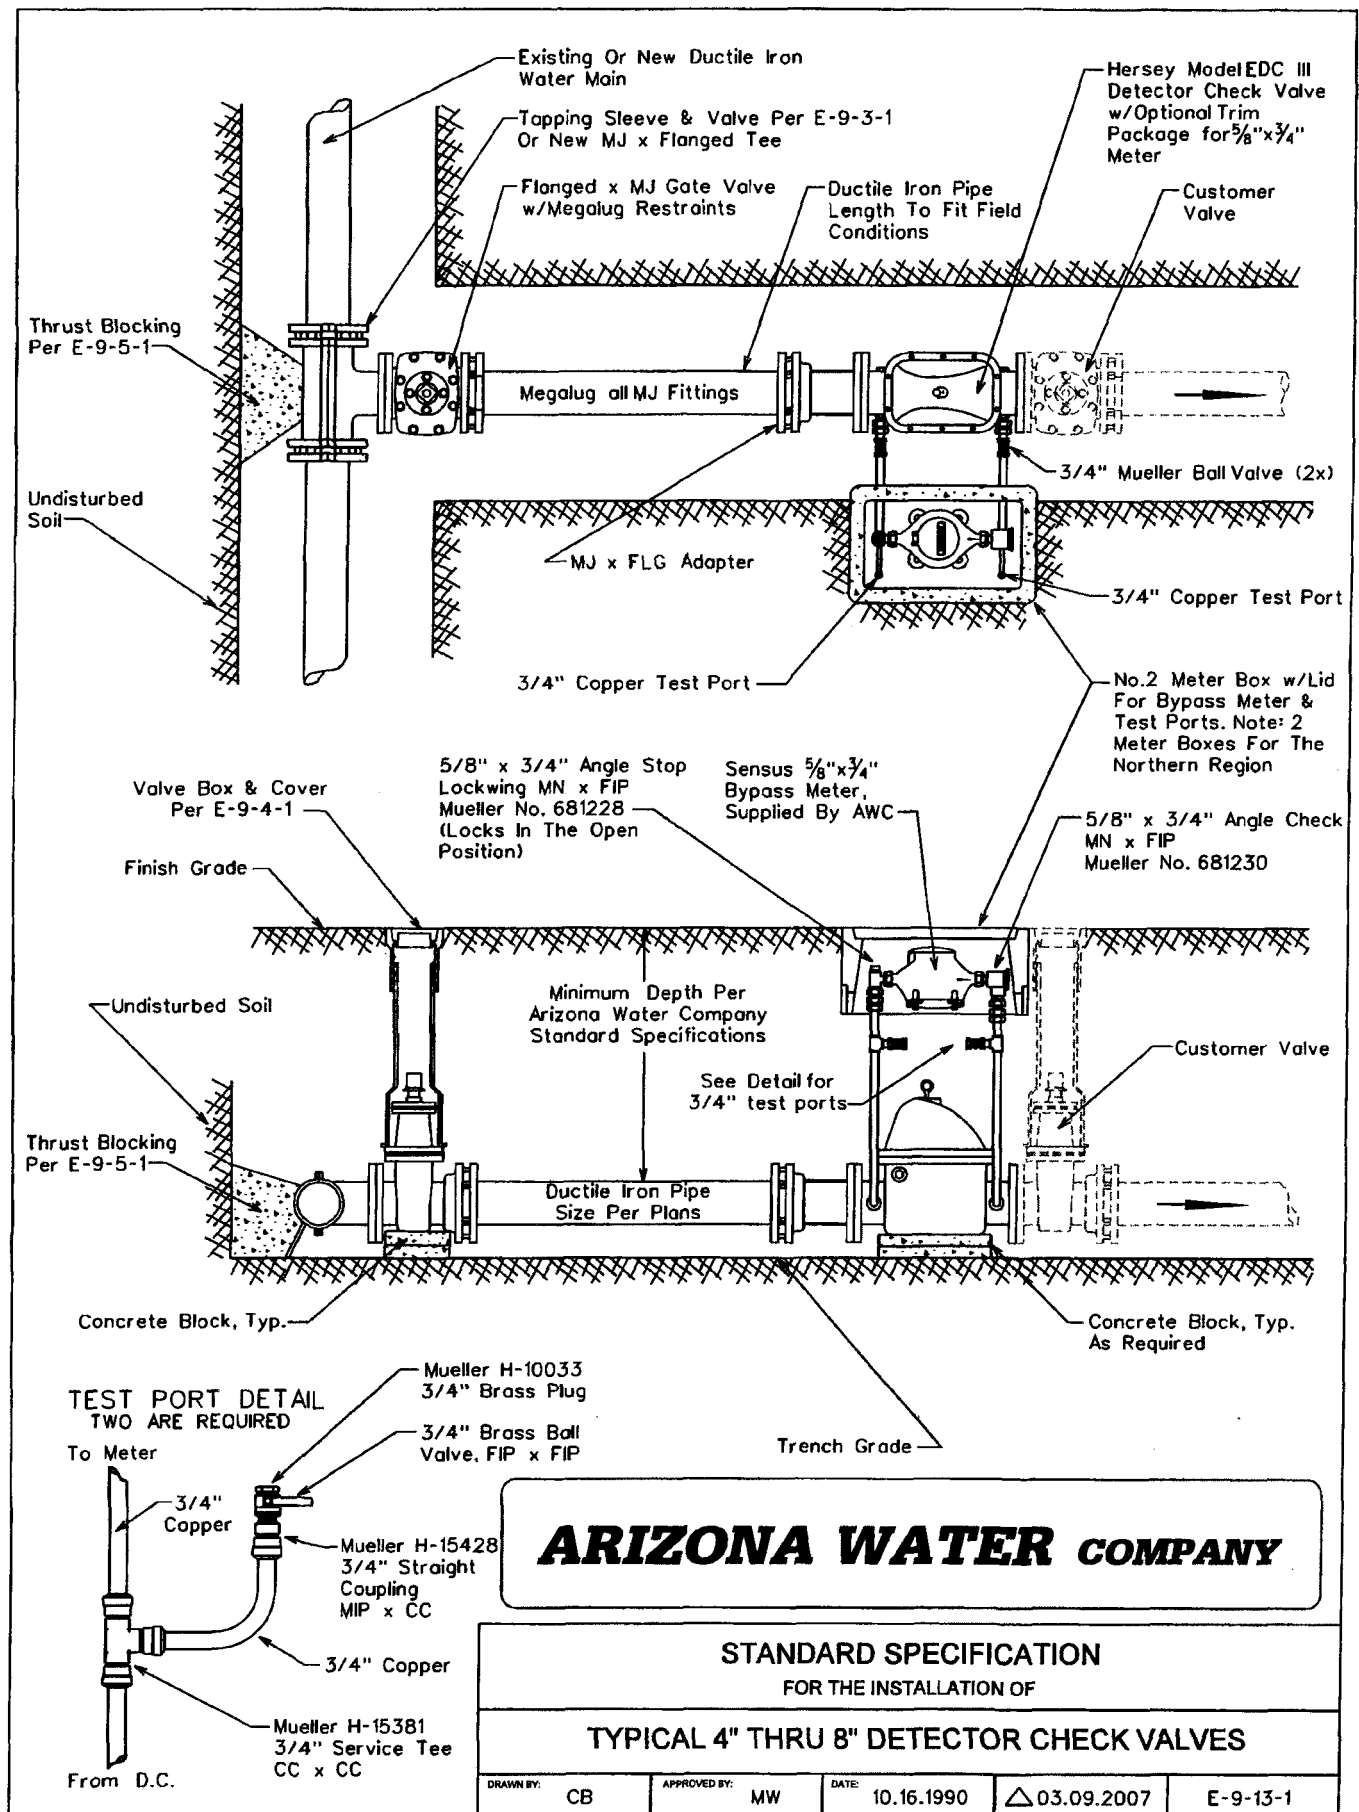 Existing Or New Ductile Iron
Water Main
Tapping Sleeve & Valve Per E-9-3-1
Or New MJ x Flanged Tee
Flanged x MJ Gate Valve
w/Megalug Restraints
Ductile Iron Pipe
Length To Fit Field
Conditions
Hersey Model EDC III
Detector Check Valve
w/Optional Trim
Package for 5/8"x3/4"
Meter
Customer
Valve
Thrust Blocking
Per E-9-5-1
Megalug all MJ Fittings
3/4" Mueller Ball Valve (2x)
Undisturbed
Soil
MJ x FLG Adapter
3/4" Copper Test Port
3/4" Copper Test Port
No.2 Meter Box w/Lid
For Bypass Meter &
Test Ports. Note: 2
Meter Boxes For The
Northern Region
Valve Box & Cover
Per E-9-4-1
5/8" x 3/4" Angle Stop
Lockwing MN x FIP
Mueller No. 681228
(Locks In The Open
Position)
Sensus 5/8"x3/4"
Bypass Meter,
Supplied By AWC
5/8" x 3/4" Angle Check
MN x FIP
Mueller No. 681230
Finish Grade
Undisturbed Soil
Minimum Depth Per
Arizona Water Company
Standard Specifications
See Detail for
3/4" test ports
Customer Valve
Thrust Blocking
Per E-9-5-1
Ductile Iron Pipe
Size Per Plans
Concrete Block, Typ.
Concrete Block, Typ.
As Required
Trench Grade
TEST PORT DETAIL
TWO ARE REQUIRED
To Meter
3/4"
Copper
Mueller H-10033
3/4" Brass Plug
3/4" Brass Ball
Valve, FIP x FIP
Mueller H-15428
3/4" Straight
Coupling
MIP x CC
3/4" Copper
Mueller H-15381
3/4" Service Tee
CC x CC
From D.C.
ARIZONA WATER COMPANY
STANDARD SPECIFICATION
FOR THE INSTALLATION OF
TYPICAL 4" THRU 8" DETECTOR CHECK VALVES
DRAWN BY: CB
APPROVED BY: MW
DATE: 10.16.1990
△ 03.09.2007
E-9-13-1